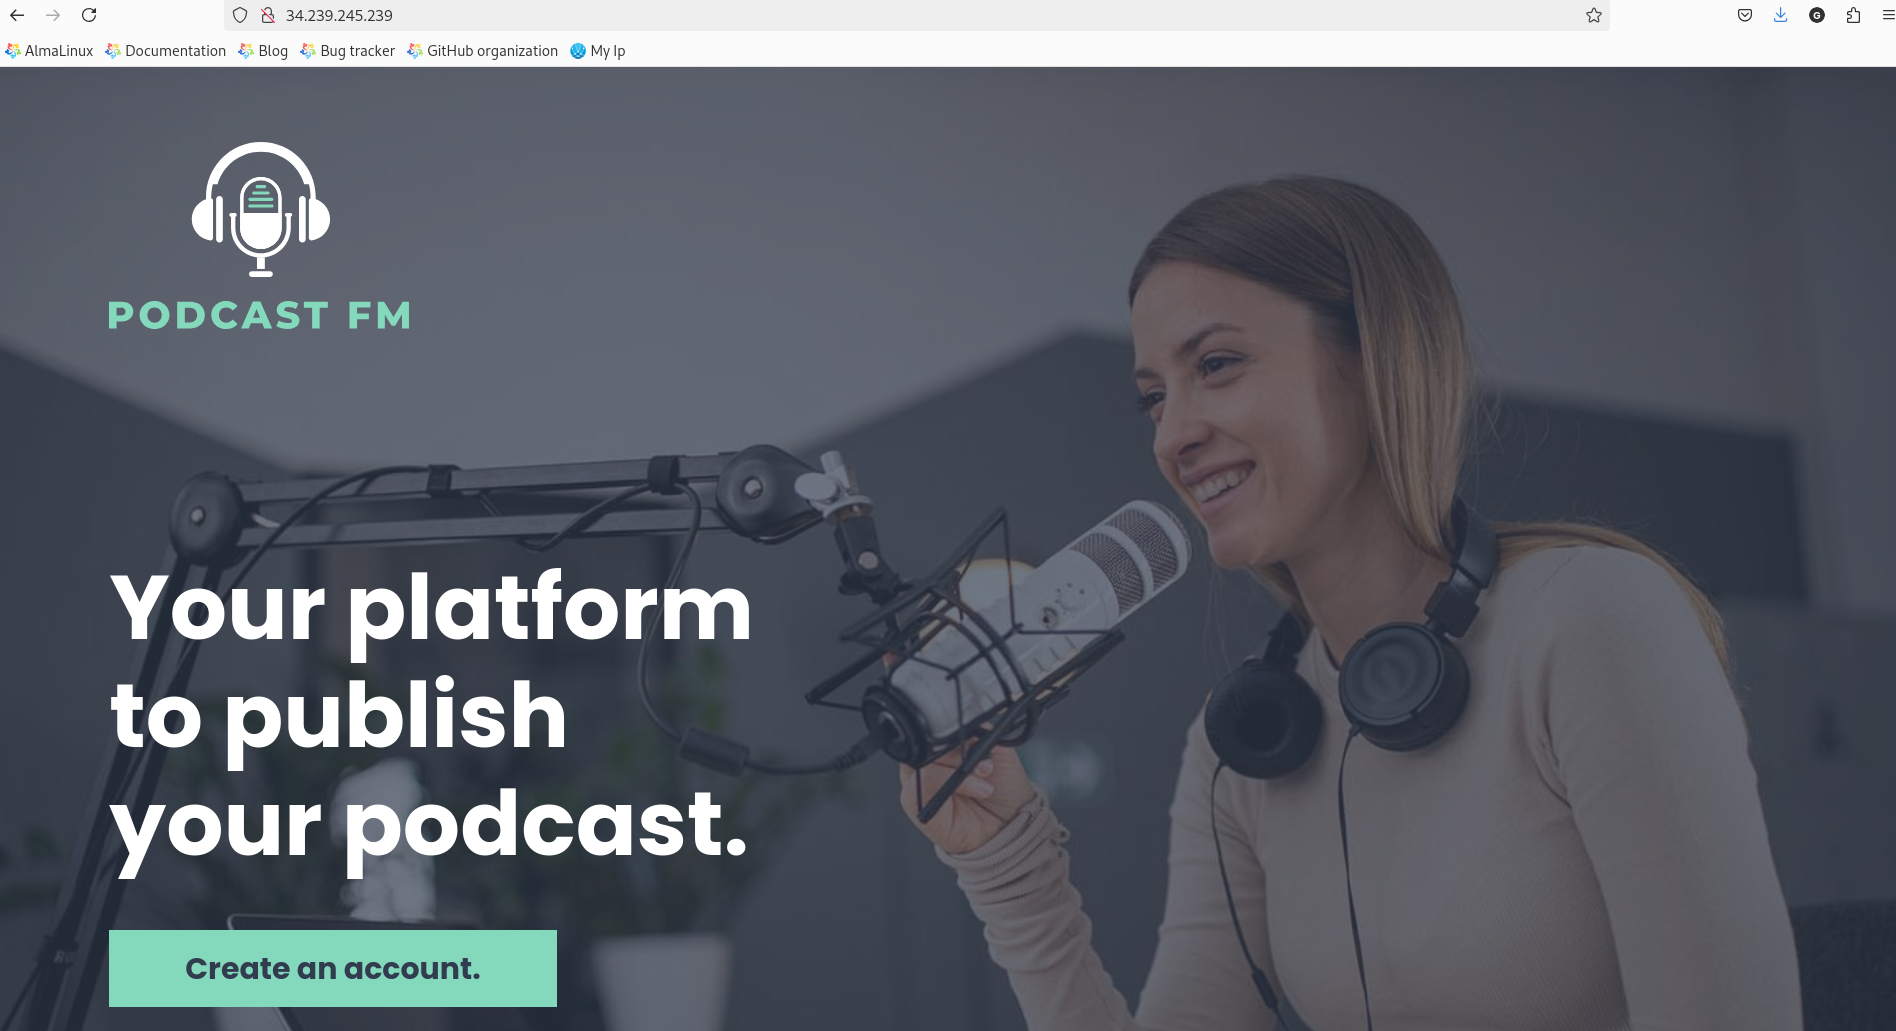 34.239.245.239
AlmaLinux Documentation Blog Bug tracker GitHub organization My Ip
PODCAST FM
Your platform
to publish
your podcast.
Create an account.